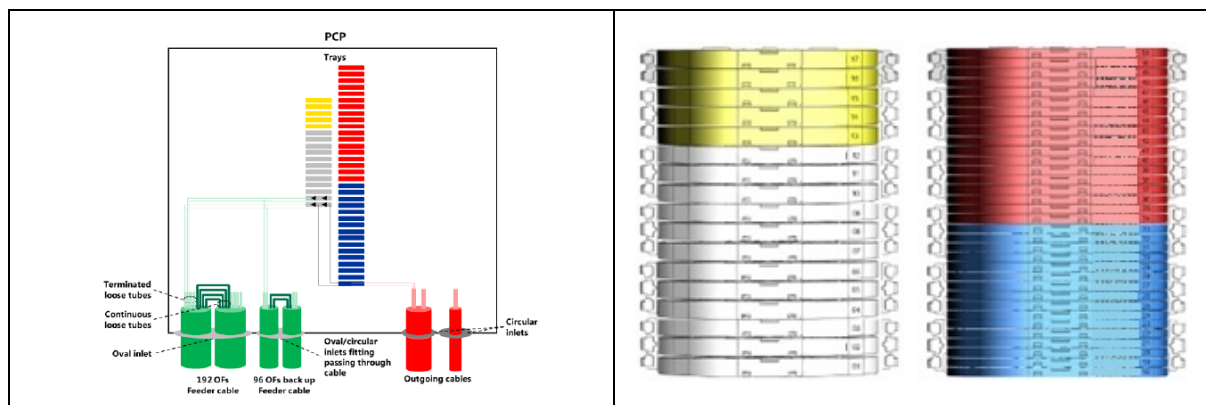 PCP
Trays
Terminated
loose tubes
Continuous
loose tubes
Oval inlet
Oval/circular
inlets fitting
passing through
cable
Circular
inlets
192 OFs
Feeder cable
96 OFs back up
Feeder cable
Outgoing cables